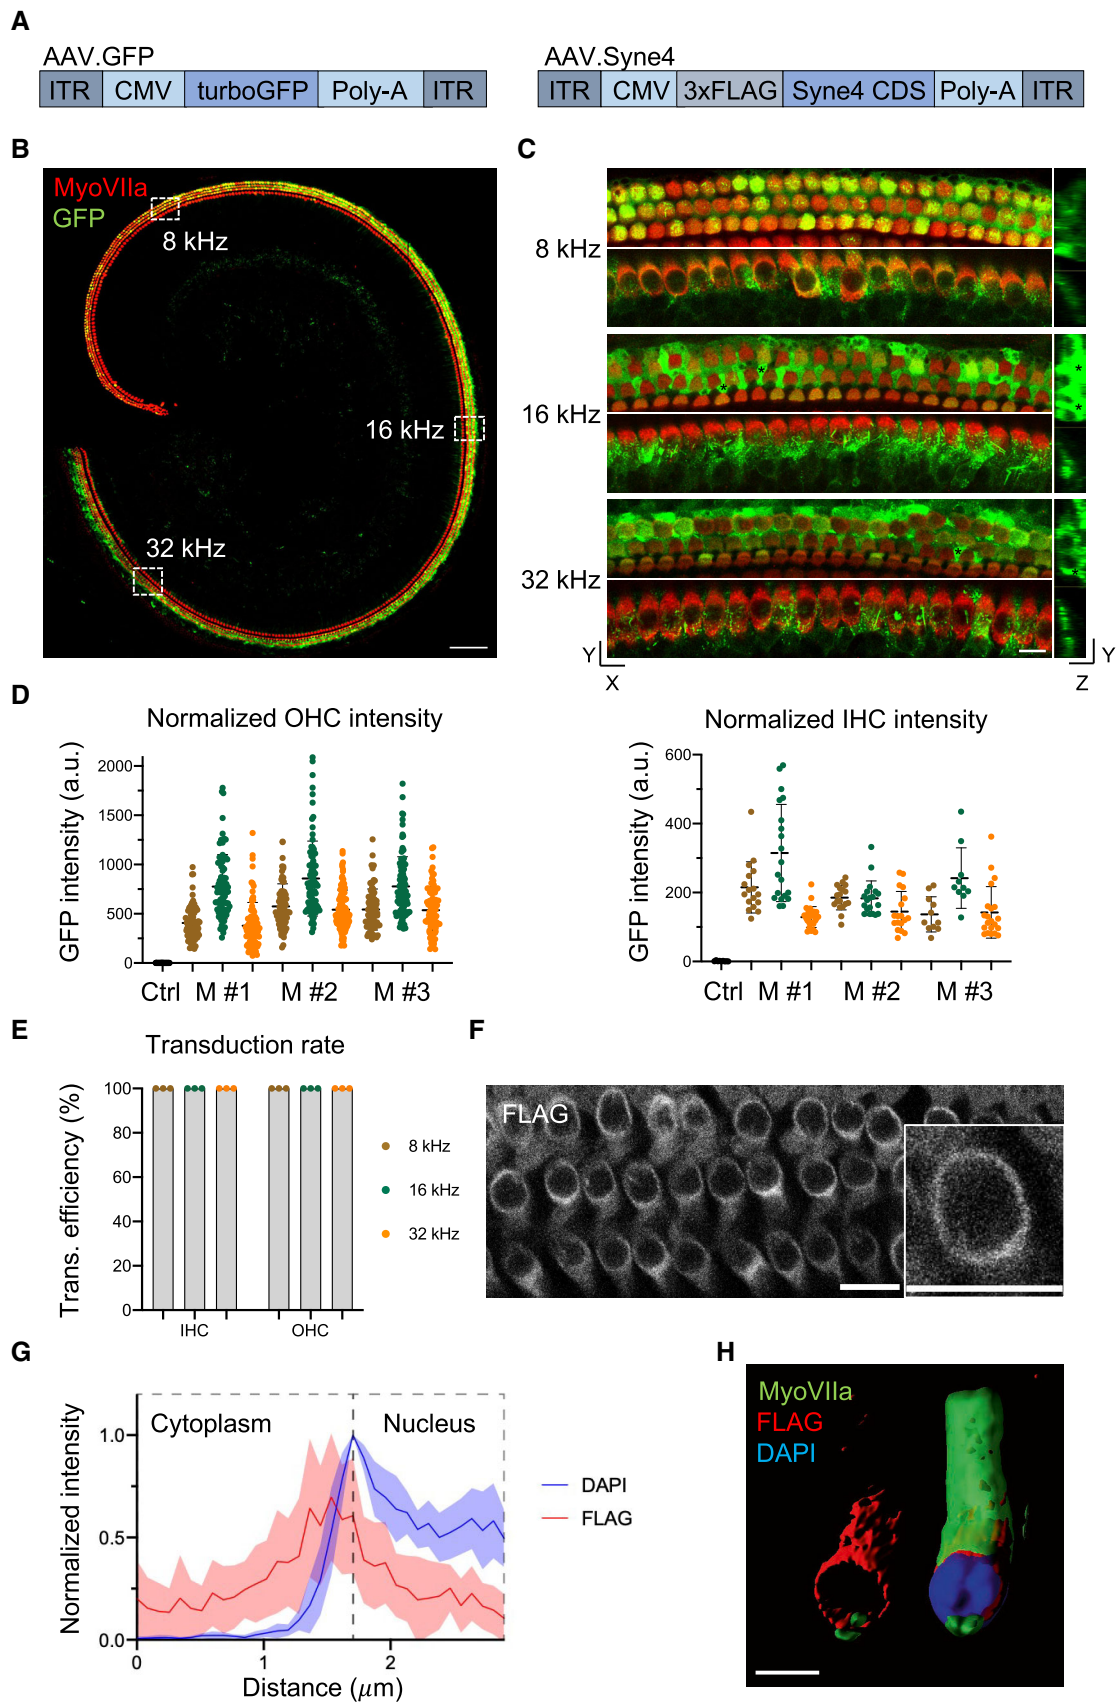 A
AAV.GFP
ITR CMV turboGFP Poly-A ITR
AAV.Syne4
ITR CMV 3xFLAG Syne4 CDS Poly-A ITR
B
MyoVIIa
GFP
8 kHz
16 kHz
32 kHz
C
8 kHz
16 kHz
*
*
*
*
32 kHz
*
*
Y
X
Y
Z
D
Normalized OHC intensity
GFP intensity (a.u.)
2000
1500
1000
500
0
Ctrl M #1 M #2 M #3
Normalized IHC intensity
GFP intensity (a.u.)
600
400
200
0
Ctrl M #1 M #2 M #3
E
Transduction rate
Trans. efficiency (%)
100
80
60
40
20
0
IHC OHC
8 kHz
16 kHz
32 kHz
F
FLAG
G
Normalized intensity
1.0
0.5
0.0
Cytoplasm Nucleus
0 1 2
Distance (μm)
DAPI
FLAG
H
MyoVIIa
FLAG
DAPI